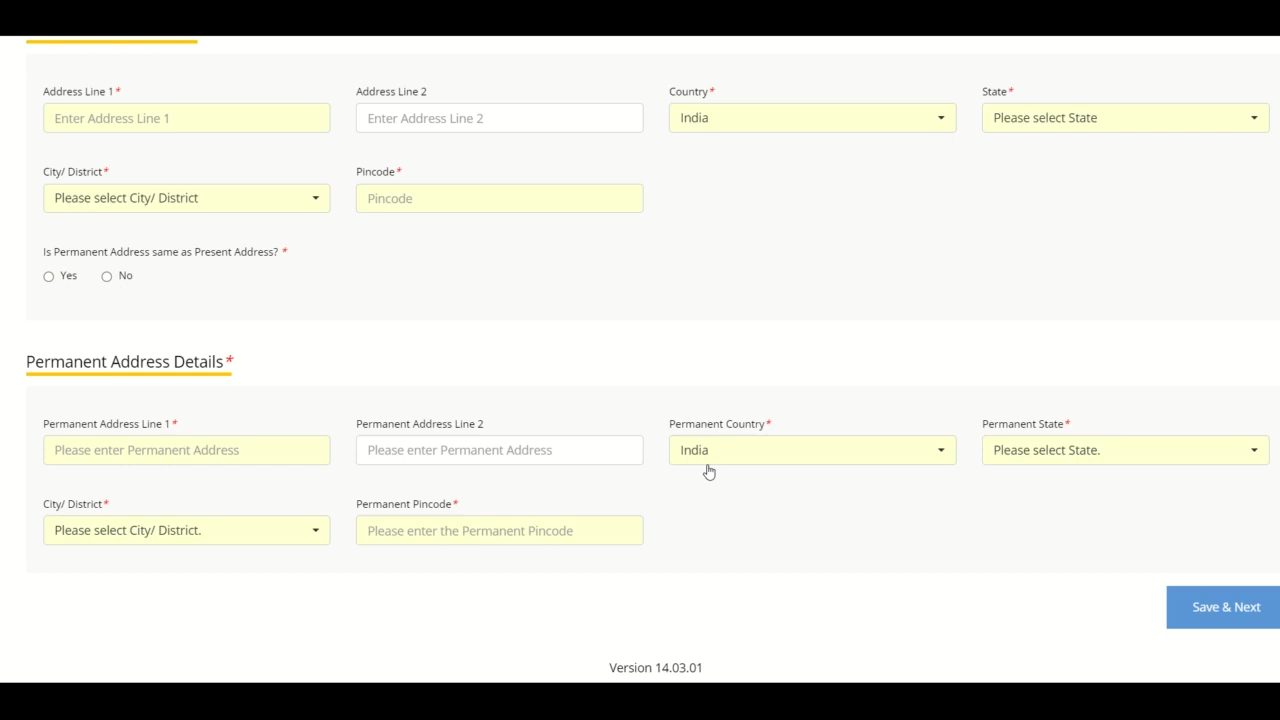 Address Line 1* Address Line 2 Country* State*
Enter Address Line 1 Enter Address Line 2 India Please select State
City/ District* Pincode*
Please select City/ District Pincode
Is Permanent Address same as Present Address? *
Yes No
Permanent Address Details*
Permanent Address Line 1* Permanent Address Line 2 Permanent Country* Permanent State*
Please enter Permanent Address Please enter Permanent Address India Please select State.
City/ District* Permanent Pincode*
Please select City/ District. Please enter the Permanent Pincode
Save & Next
Version 14.03.01